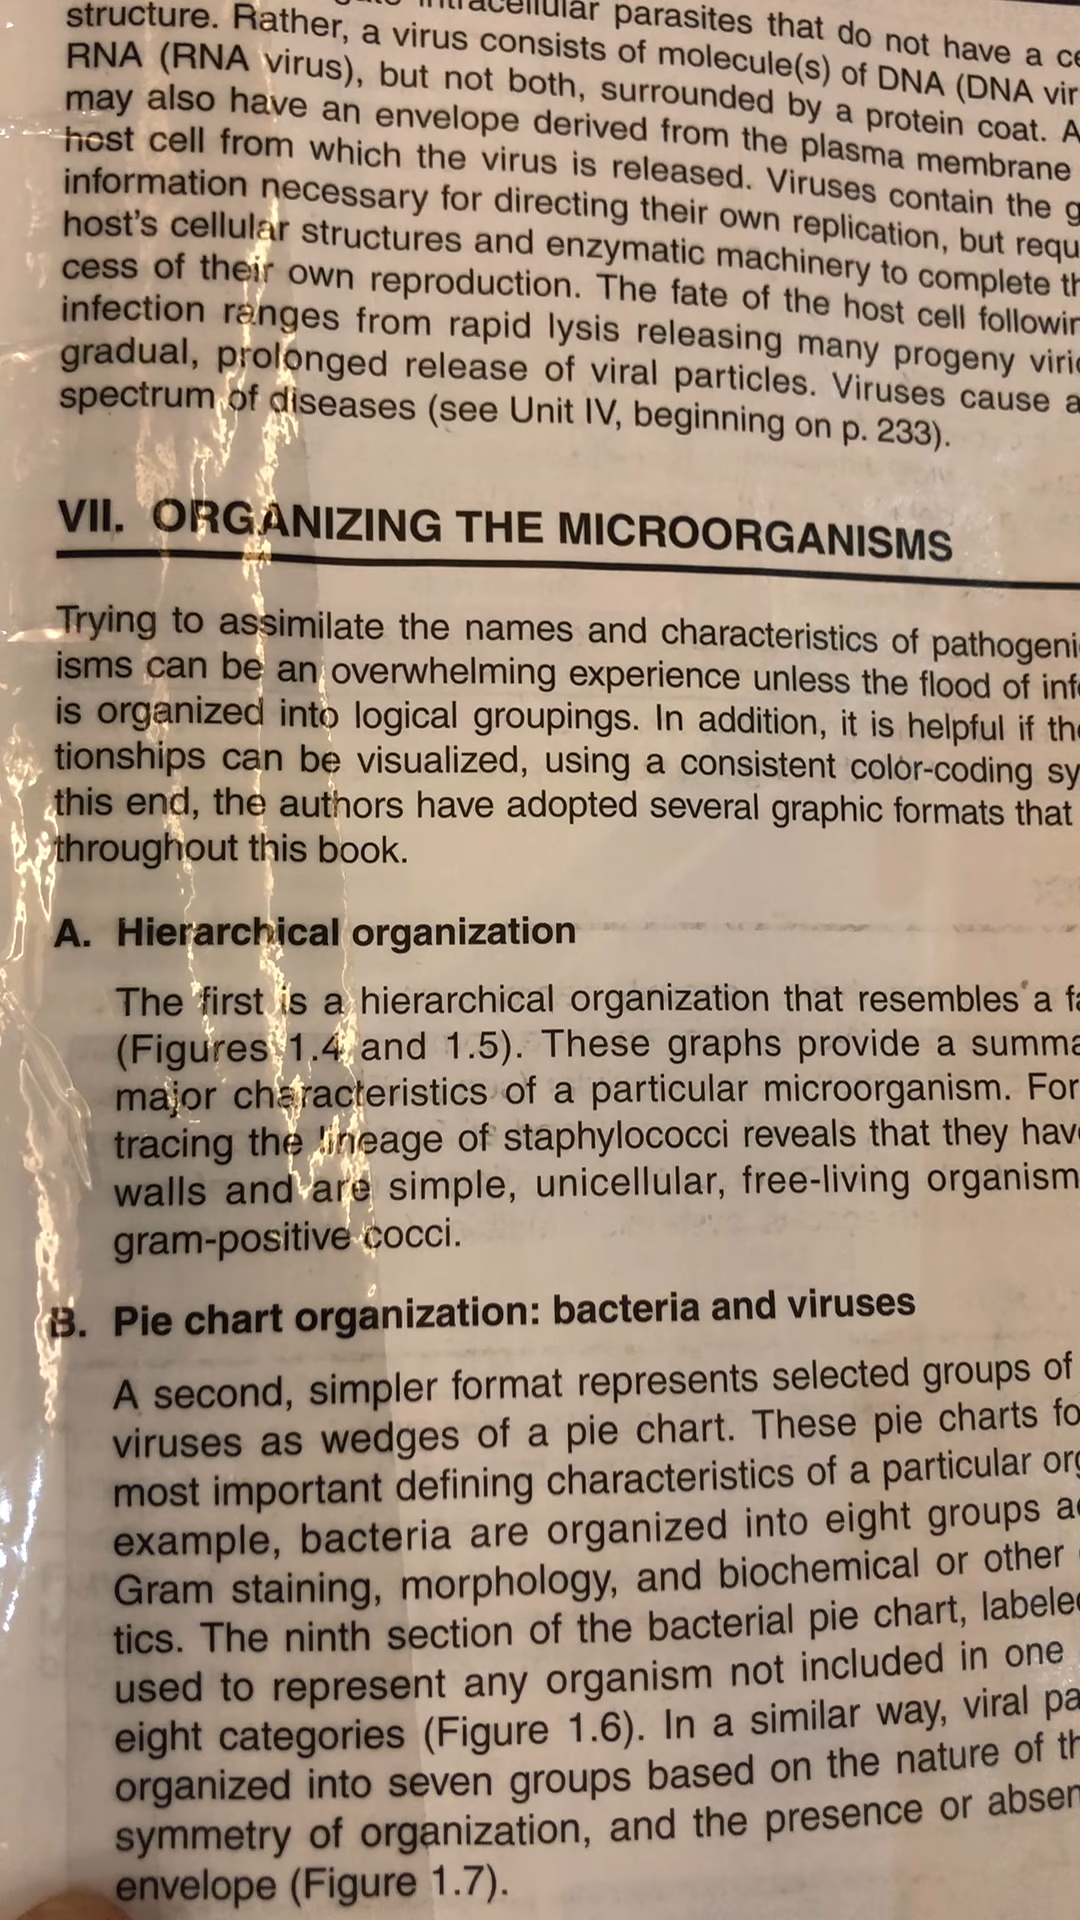 intracellular parasites that do not have a
structure. Rather, a virus consists of molecule(s) of DNA (DNA
RNA (RNA virus), but not both, surrounded by a protein coat.
may also have an envelope derived from the plasma membrane
host cell from which the virus is released. Viruses contain the
information necessary for directing their own replication, but
host's cellular structures and enzymatic machinery to complete
cess of their own reproduction. The fate of the host cell
infection ranges from rapid lysis releasing many progeny
gradual, prolonged release of viral particles. Viruses cause a
spectrum of diseases (see Unit IV, beginning on p. 233).
VII. ORGANIZING THE MICROORGANISMS
Trying to assimilate the names and characteristics of pathogeni
isms can be an overwhelming experience unless the flood of
is organized into logical groupings. In addition, it is helpful if
tionships can be visualized, using a consistent color-coding sy
this end, the authors have adopted several graphic formats that
throughout this book.
A. Hierarchical organization
The first is a hierarchical organization that resembles a
(Figures 1.4 and 1.5). These graphs provide a summa
major characteristics of a particular microorganism. For
tracing the lineage of staphylococci reveals that they hav
walls and are simple, unicellular, free-living organism
gram-positive cocci.
B. Pie chart organization: bacteria and viruses
A second, simpler format represents selected groups of
viruses as wedges of a pie chart. These pie charts fo
most important defining characteristics of a particular
example, bacteria are organized into eight groups
Gram staining, morphology, and biochemical or other
tics. The ninth section of the bacterial pie chart, labele
used to represent any organism not included in one
eight categories (Figure 1.6). In a similar way, viral pa
organized into seven groups based on the nature of
symmetry of organization, and the presence or absen
envelope (Figure 1.7).